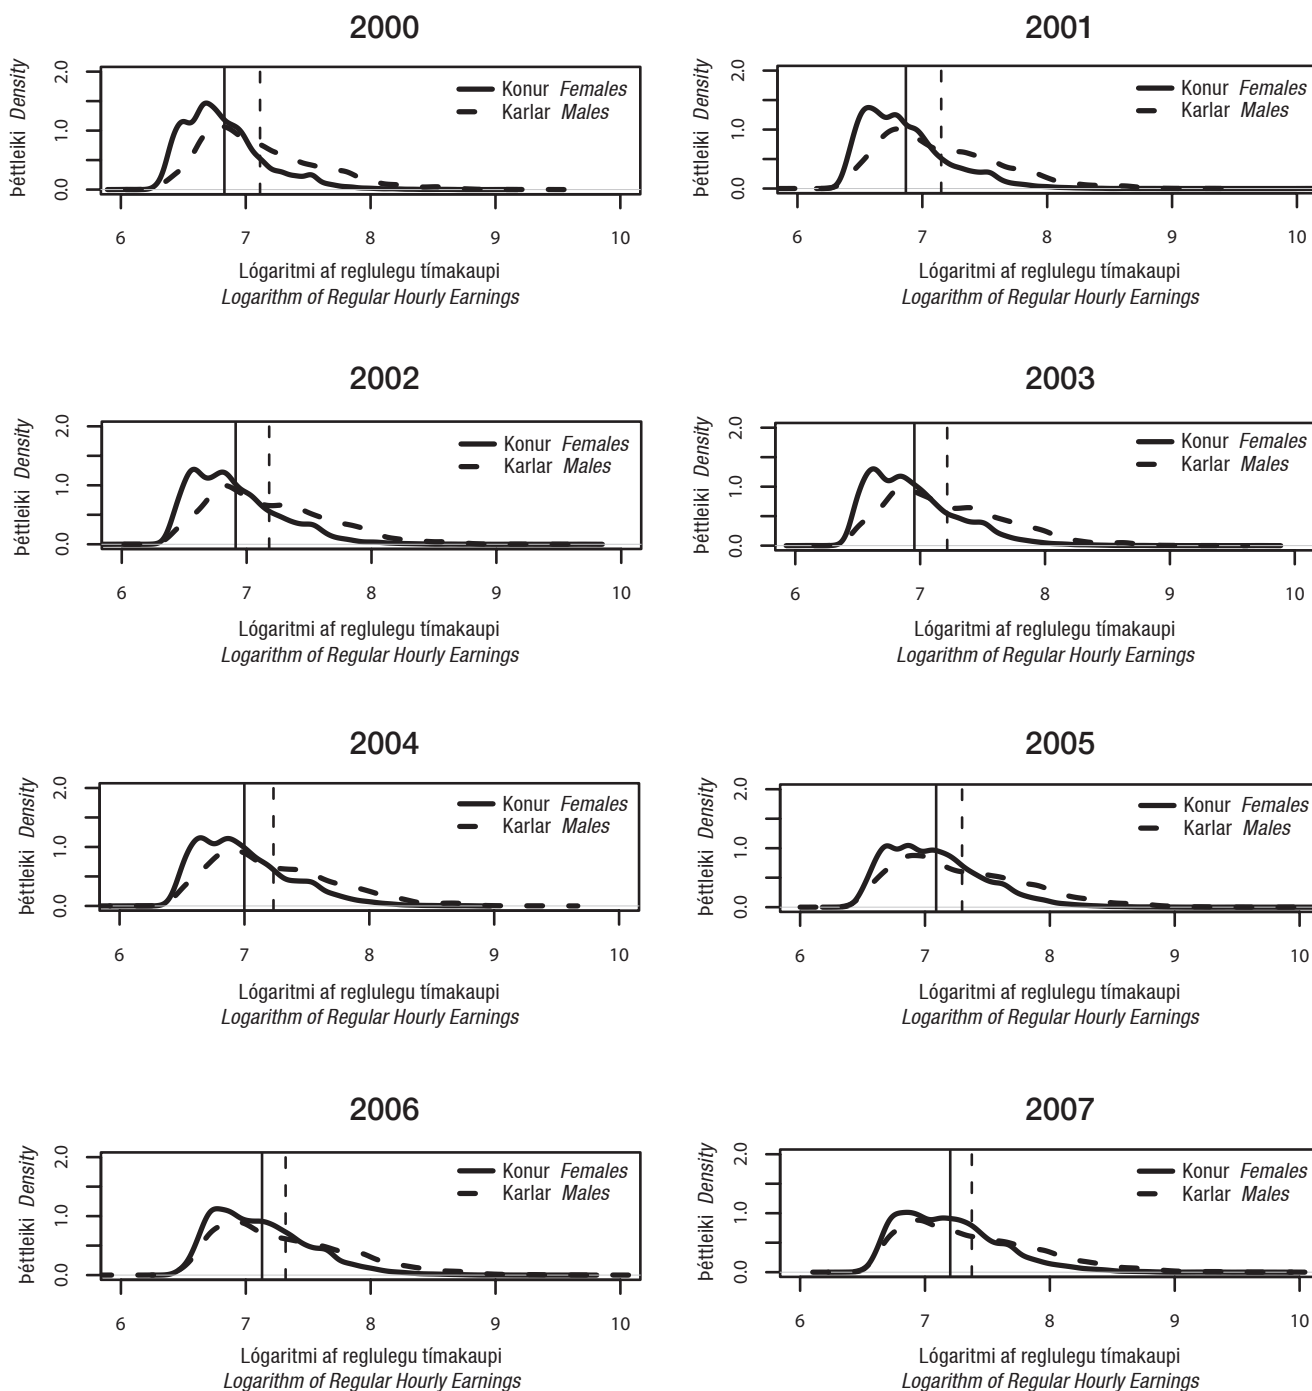 2000
Þéttleiki Density
2.0
1.0
0.0
Konur Females
Karlar Males
6 7 8 9 10
Lógaritmi af reglulegu tímakaupi
Logarithm of Regular Hourly Earnings
2001
Þéttleiki Density
2.0
1.0
0.0
Konur Females
Karlar Males
6 7 8 9 10
Lógaritmi af reglulegu tímakaupi
Logarithm of Regular Hourly Earnings
2002
Þéttleiki Density
2.0
1.0
0.0
Konur Females
Karlar Males
6 7 8 9 10
Lógaritmi af reglulegu tímakaupi
Logarithm of Regular Hourly Earnings
2003
Þéttleiki Density
2.0
1.0
0.0
Konur Females
Karlar Males
6 7 8 9 10
Lógaritmi af reglulegu tímakaupi
Logarithm of Regular Hourly Earnings
2004
Þéttleiki Density
2.0
1.0
0.0
Konur Females
Karlar Males
6 7 8 9 10
Lógaritmi af reglulegu tímakaupi
Logarithm of Regular Hourly Earnings
2005
Þéttleiki Density
2.0
1.0
0.0
Konur Females
Karlar Males
6 7 8 9 10
Lógaritmi af reglulegu tímakaupi
Logarithm of Regular Hourly Earnings
2006
Þéttleiki Density
2.0
1.0
0.0
Konur Females
Karlar Males
6 7 8 9 10
Lógaritmi af reglulegu tímakaupi
Logarithm of Regular Hourly Earnings
2007
Þéttleiki Density
2.0
1.0
0.0
Konur Females
Karlar Males
6 7 8 9 10
Lógaritmi af reglulegu tímakaupi
Logarithm of Regular Hourly Earnings